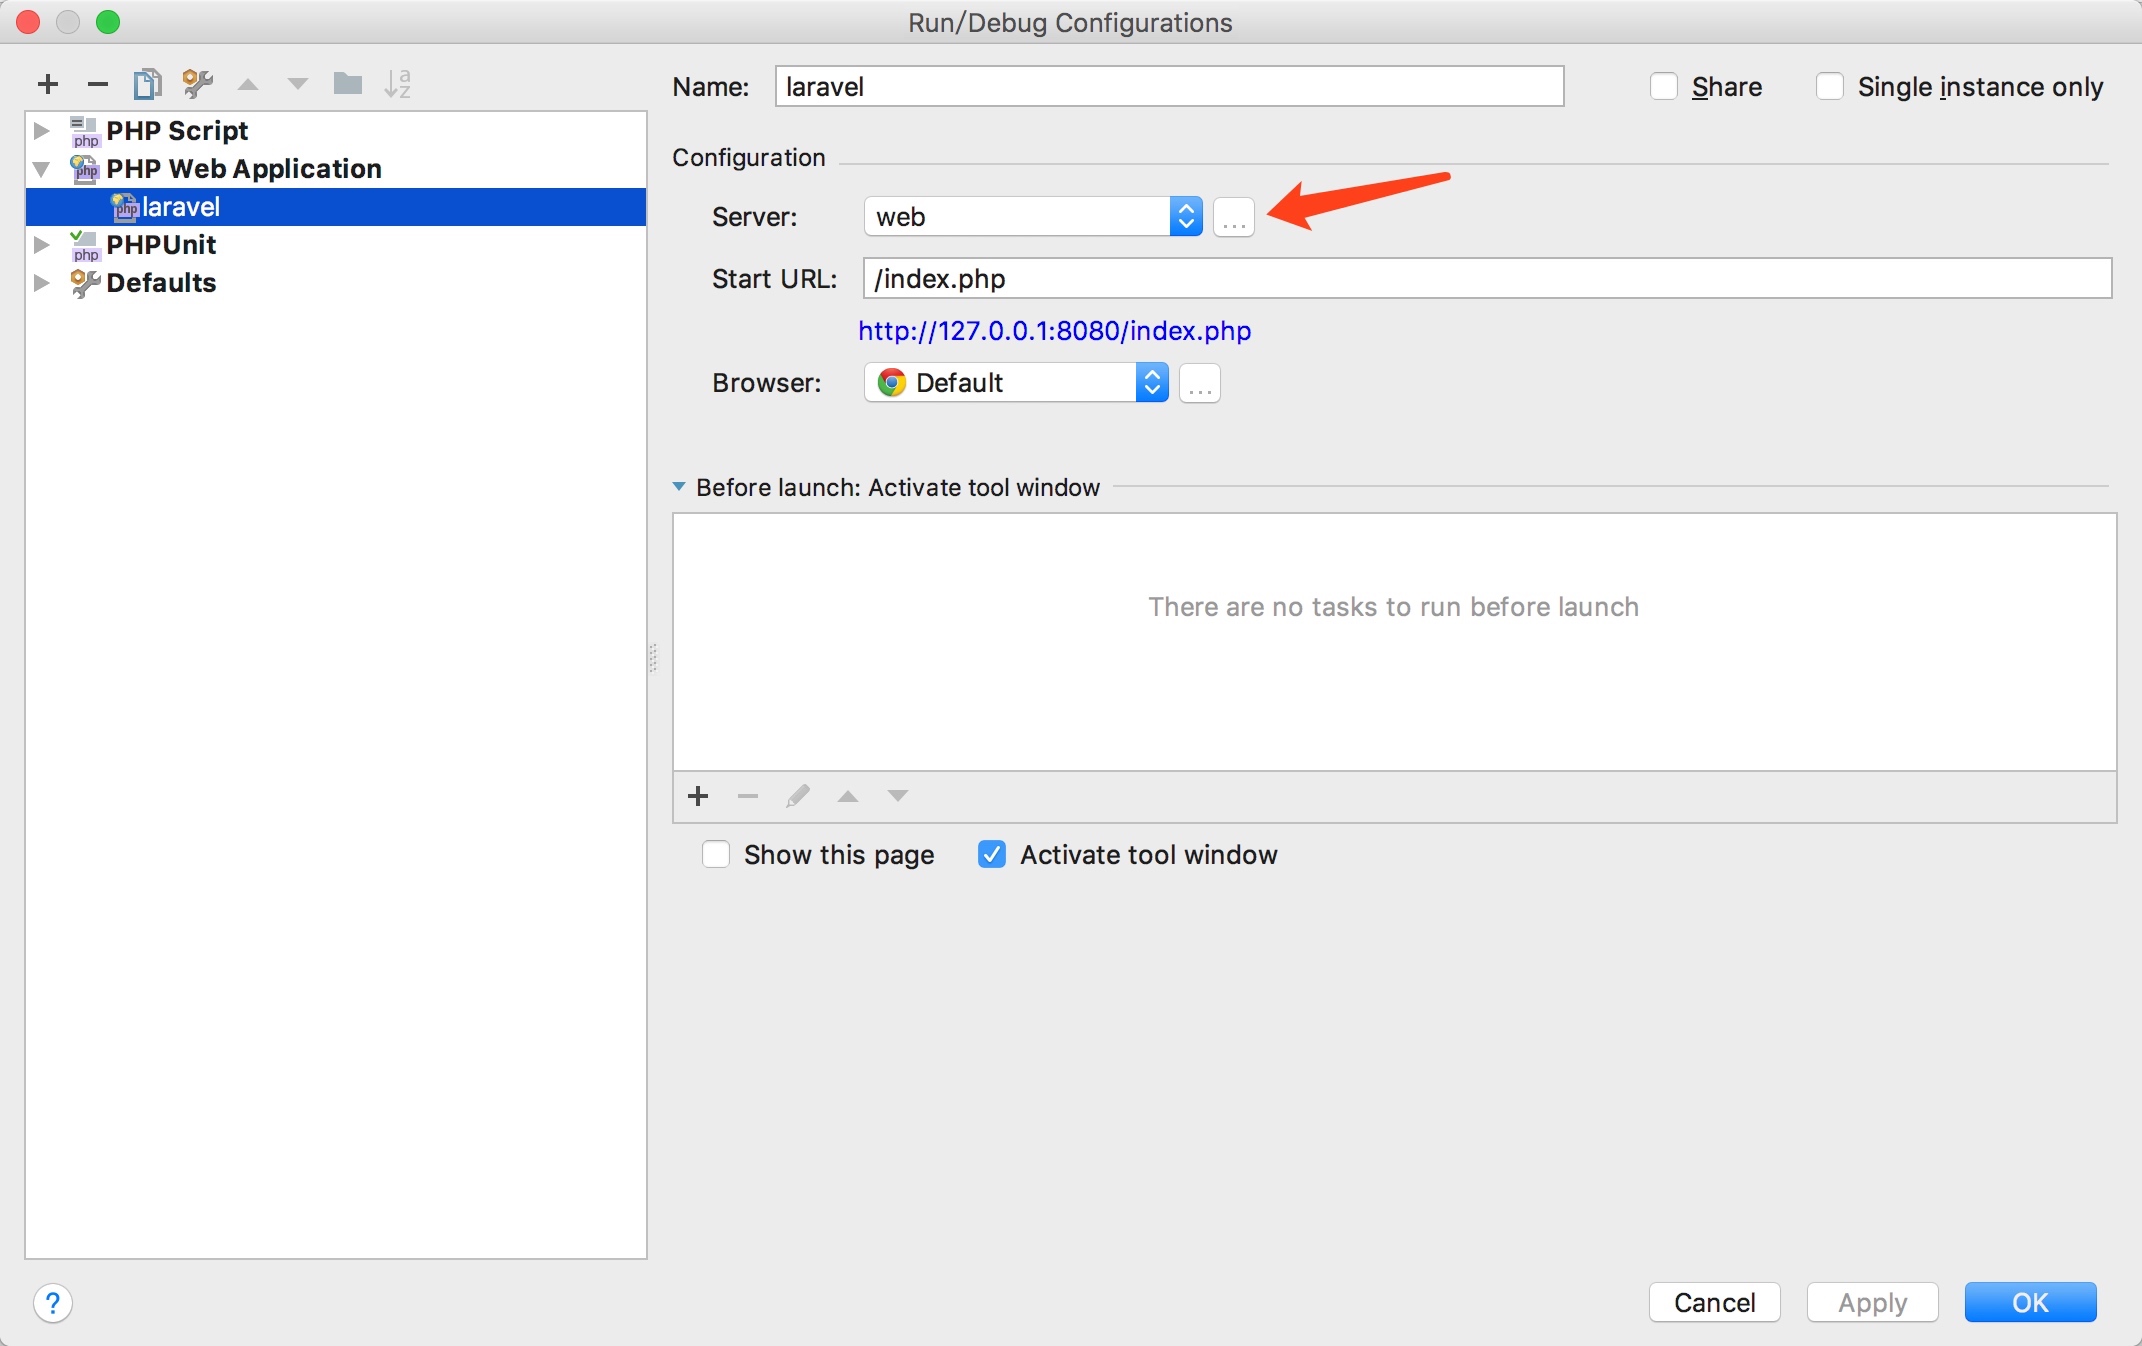 Run/Debug Configurations
PHP Script
PHP Web Application
laravel
PHPUnit
Defaults
Name: laravel
Share
Single instance only
Configuration
Server: web ...
Start URL: /index.php
http://127.0.0.1:8080/index.php
Browser: Default ...
Before launch: Activate tool window
There are no tasks to run before launch
Show this page
Activate tool window
?
Cancel
Apply
OK